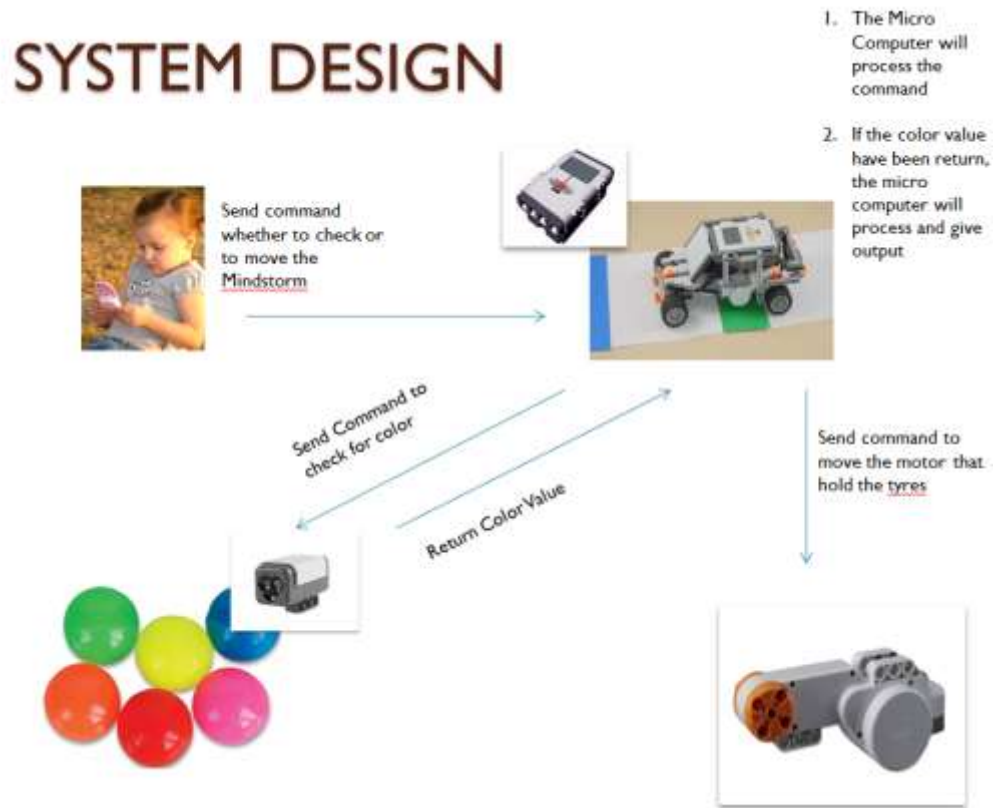 SYSTEM DESIGN
1. The Micro
Computer will
process the
command
2. If the color value
have been return,
the micro
computer will
process and give
output
Send command
whether to check or
to move the
Mindstorm
Send Command to
check for color
Return Color Value
Send command to
move the motor that
hold the tyres